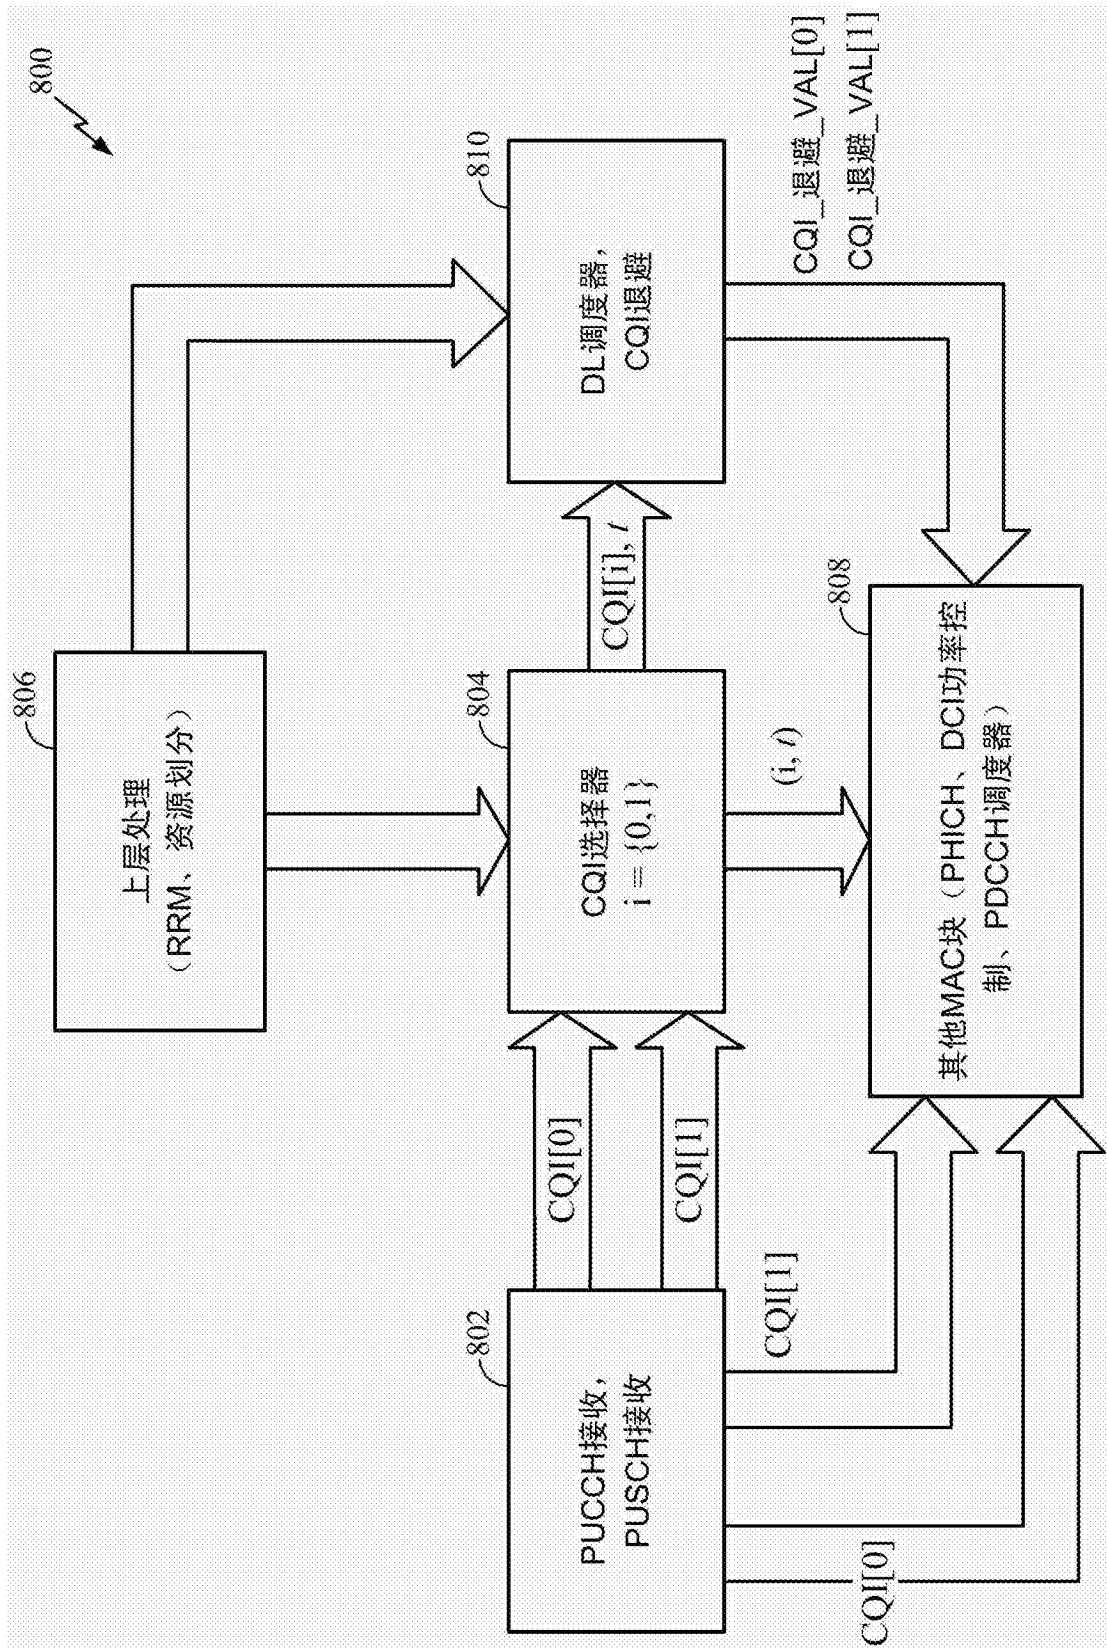 800
806
上层处理
（RRM、资源划分）
802
PUCCH接收，
PUSCH接收
CQI[0]
CQI[1]
804
CQI选择器
i = {0,1}
CQI[i], t
810
DL调度器，
CQI退避
CQI[1]
CQI[0]
(i, t)
CQI_退避_VAL[0]
CQI_退避_VAL[1]
808
其他MAC块（PHICH、DCI功率控
制、PDCCH调度器）